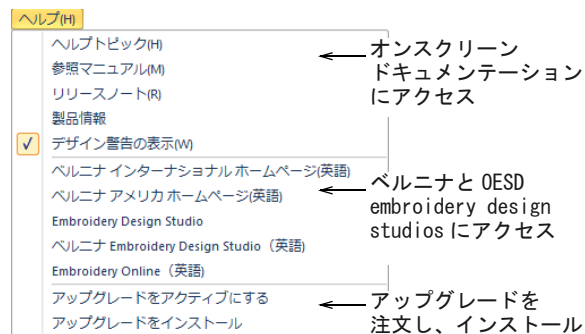 ヘルプ(H)
ヘルプトピック(H)
参照マニュアル(M)
リリースノート(R)
製品情報
デザイン警告の表示(W)
ベルニナ インターナショナル ホームページ(英語)
ベルニナ アメリカ ホームページ(英語)
Embroidery Design Studio
ベルニナ Embroidery Design Studio（英語)
Embroidery Online（英語)
アップグレードをアクティブにする
アップグレードをインストール
オンスクリーン
ドキュメンテーション
にアクセス
ベルニナと OESD
embroidery design
studios にアクセス
アップグレードを
注文し、インストール